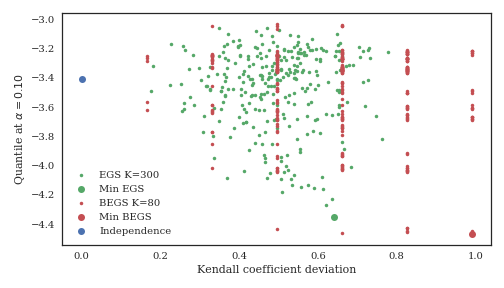 −3.0
−3.2
−3.4
−3.6
−3.8
−4.0
−4.2
−4.4
Quantile at α = 0.10
EGS K=300
Min EGS
BEGS K=80
Min BEGS
Independence
0.0 0.2 0.4 0.6 0.8 1.0
Kendall coefficient deviation